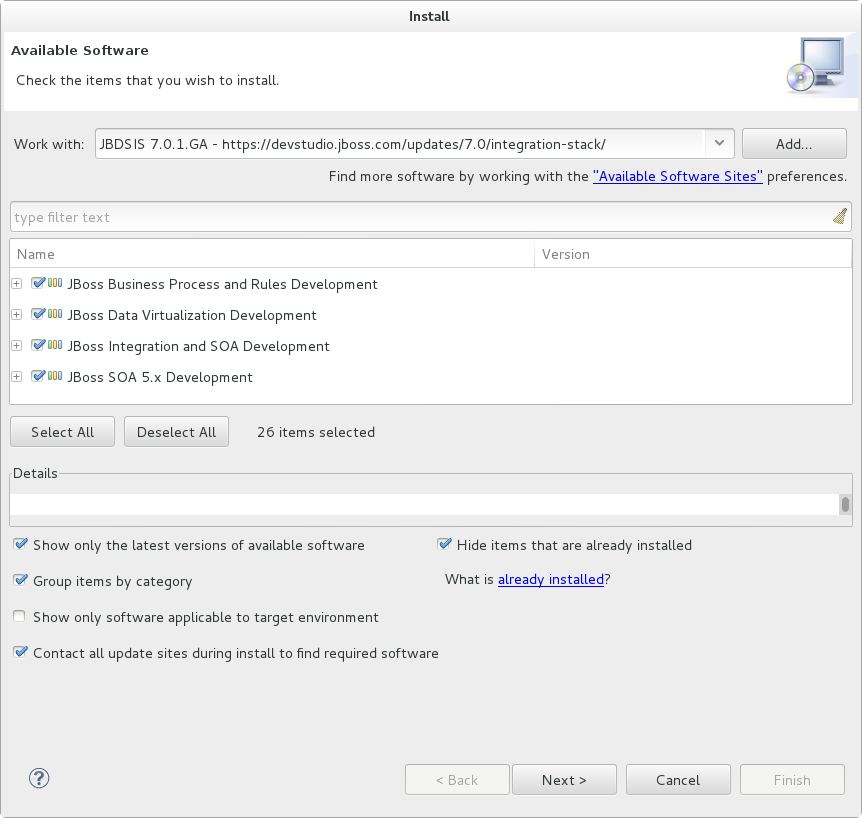 Install
Available Software
Check the items that you wish to install.
Work with: JBDSIS 7.0.1.GA - https://devstudio.jboss.com/updates/7.0/integration-stack/ Add...
Find more software by working with the "Available Software Sites" preferences.
type filter text
Name Version
JBoss Business Process and Rules Development
JBoss Data Virtualization Development
JBoss Integration and SOA Development
JBoss SOA 5.x Development
Select All Deselect All 26 items selected
Details
Show only the latest versions of available software Hide items that are already installed
Group items by category What is already installed?
Show only software applicable to target environment
Contact all update sites during install to find required software
? < Back Next > Cancel Finish